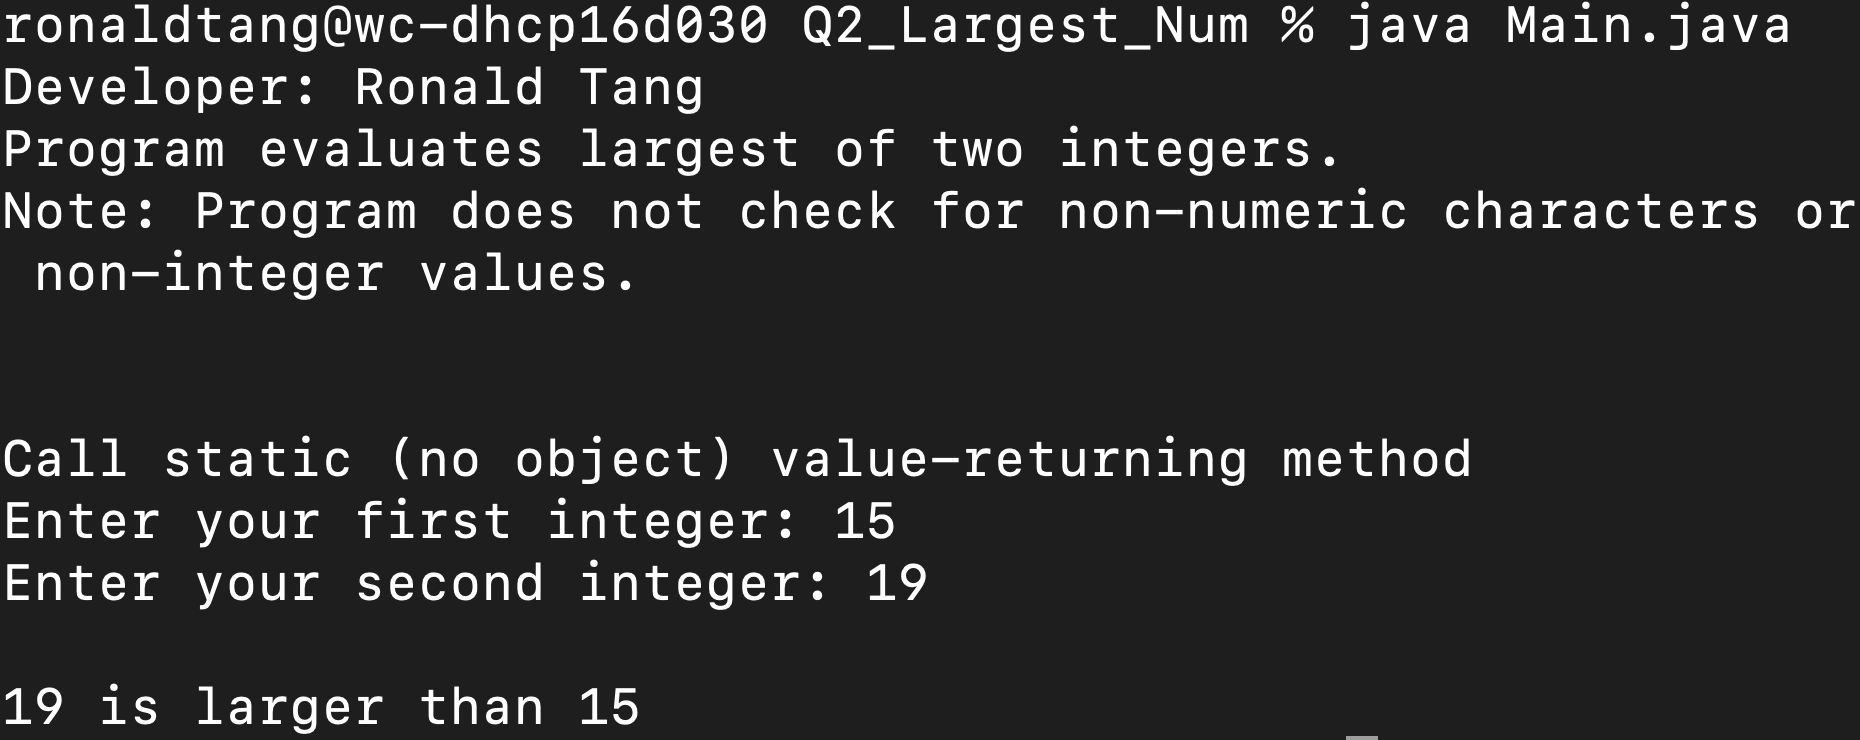 ronaldtang@wc-dhcp16d030 Q2_Largest_Num % java Main.java
Developer: Ronald Tang
Program evaluates largest of two integers.
Note: Program does not check for non-numeric characters or
 non-integer values.
Call static (no object) value-returning method
Enter your first integer: 15
Enter your second integer: 19
19 is larger than 15